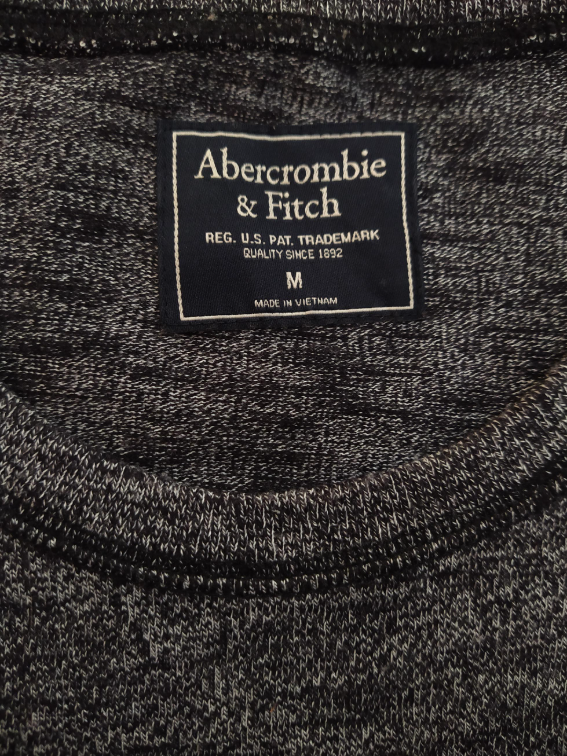 Abercrombie
& Fitch
REG. U.S. PAT. TRADEMARK
QUALITY SINCE 1892
M
MADE IN VIETNAM